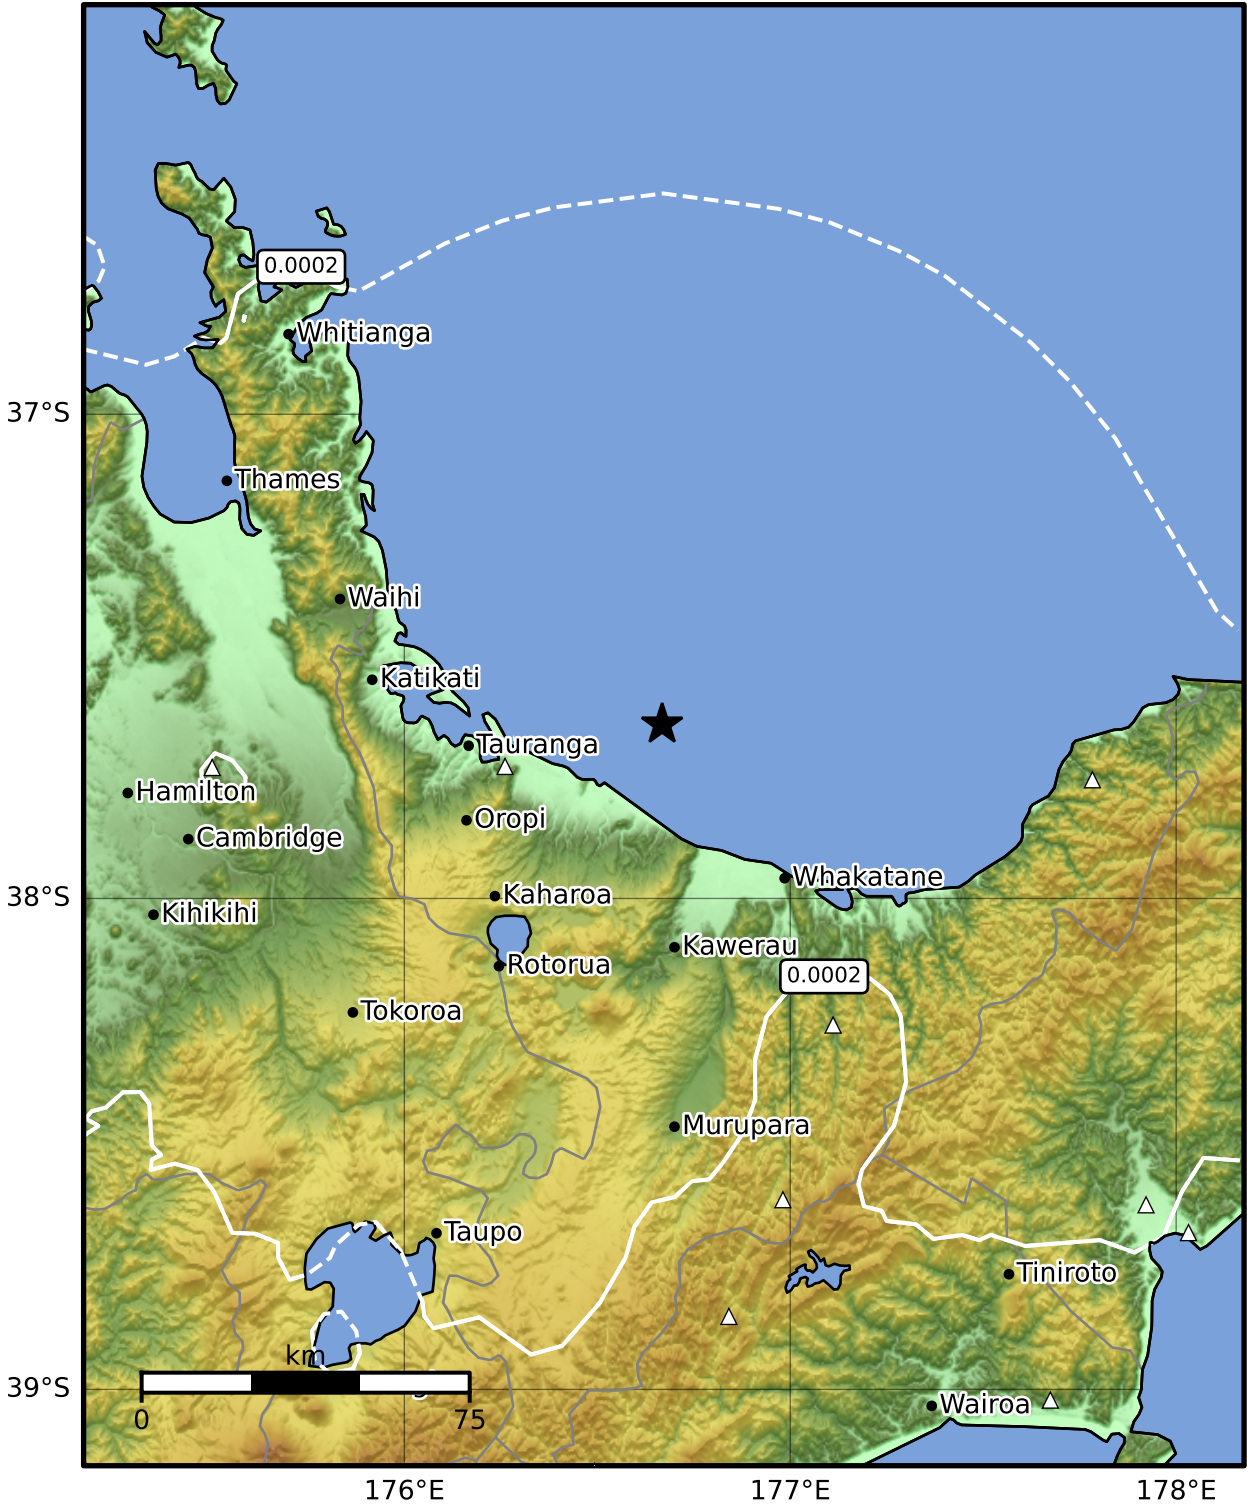 0.0002
Whitianga
37°S
Thames
Waihi
Katikati
Tauranga
Hamilton
Oropi
Cambridge
Whakatane
38°S
Kaharoa
Kihikihi
Kawerau
Rotorua
0.0002
Tokoroa
Murupara
Taupo
Tiniroto
km
39°S
Wairoa
0
75
176°E
177°E
178°E